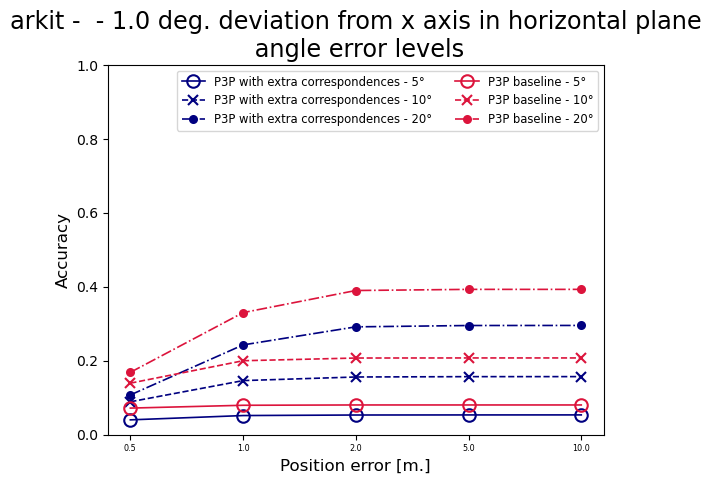 arkit -  - 1.0 deg. deviation from x axis in horizontal plane
angle error levels
P3P with extra correspondences - 5°
P3P with extra correspondences - 10°
P3P with extra correspondences - 20°
P3P baseline - 5°
P3P baseline - 10°
P3P baseline - 20°
Accuracy
1.0
0.8
0.6
0.4
0.2
0.0
0.5 1.0 2.0 5.0 10.0
Position error [m.]